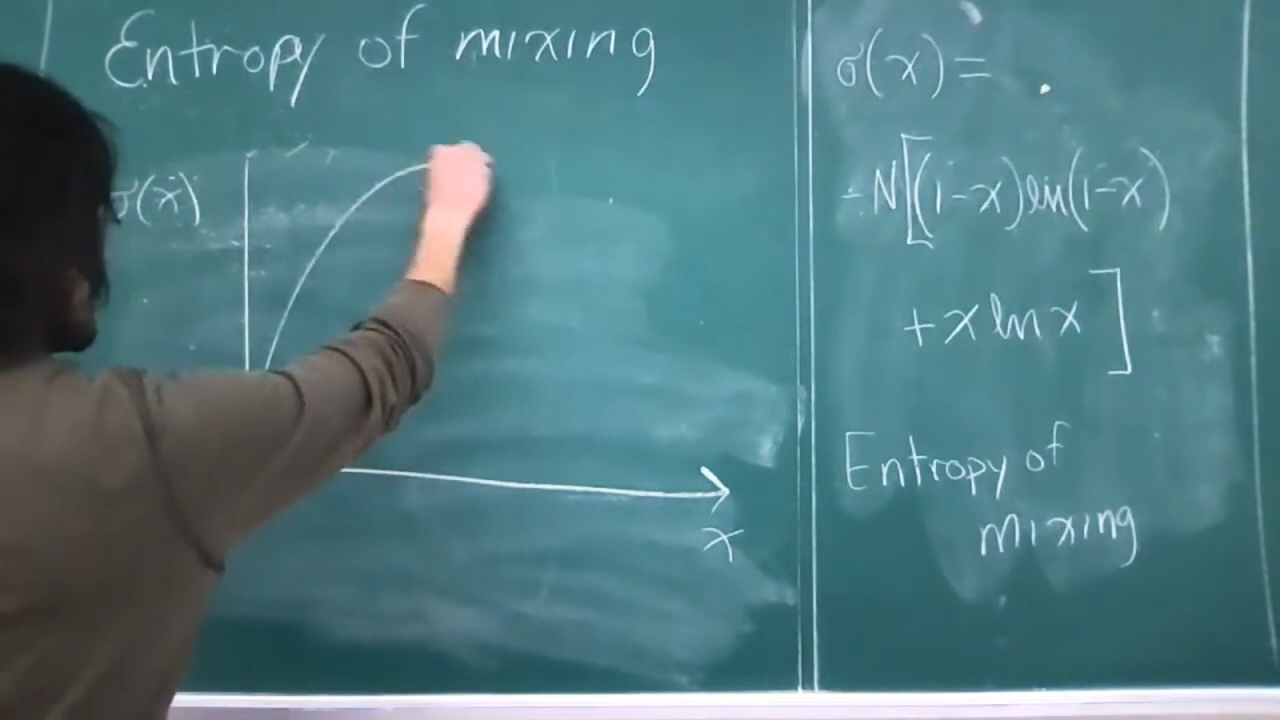 Entropy of mixing
σ(x)
x
σ(x) =
- N[(1-x)ln(1-x)
+ x ln x]
Entropy of
mixing